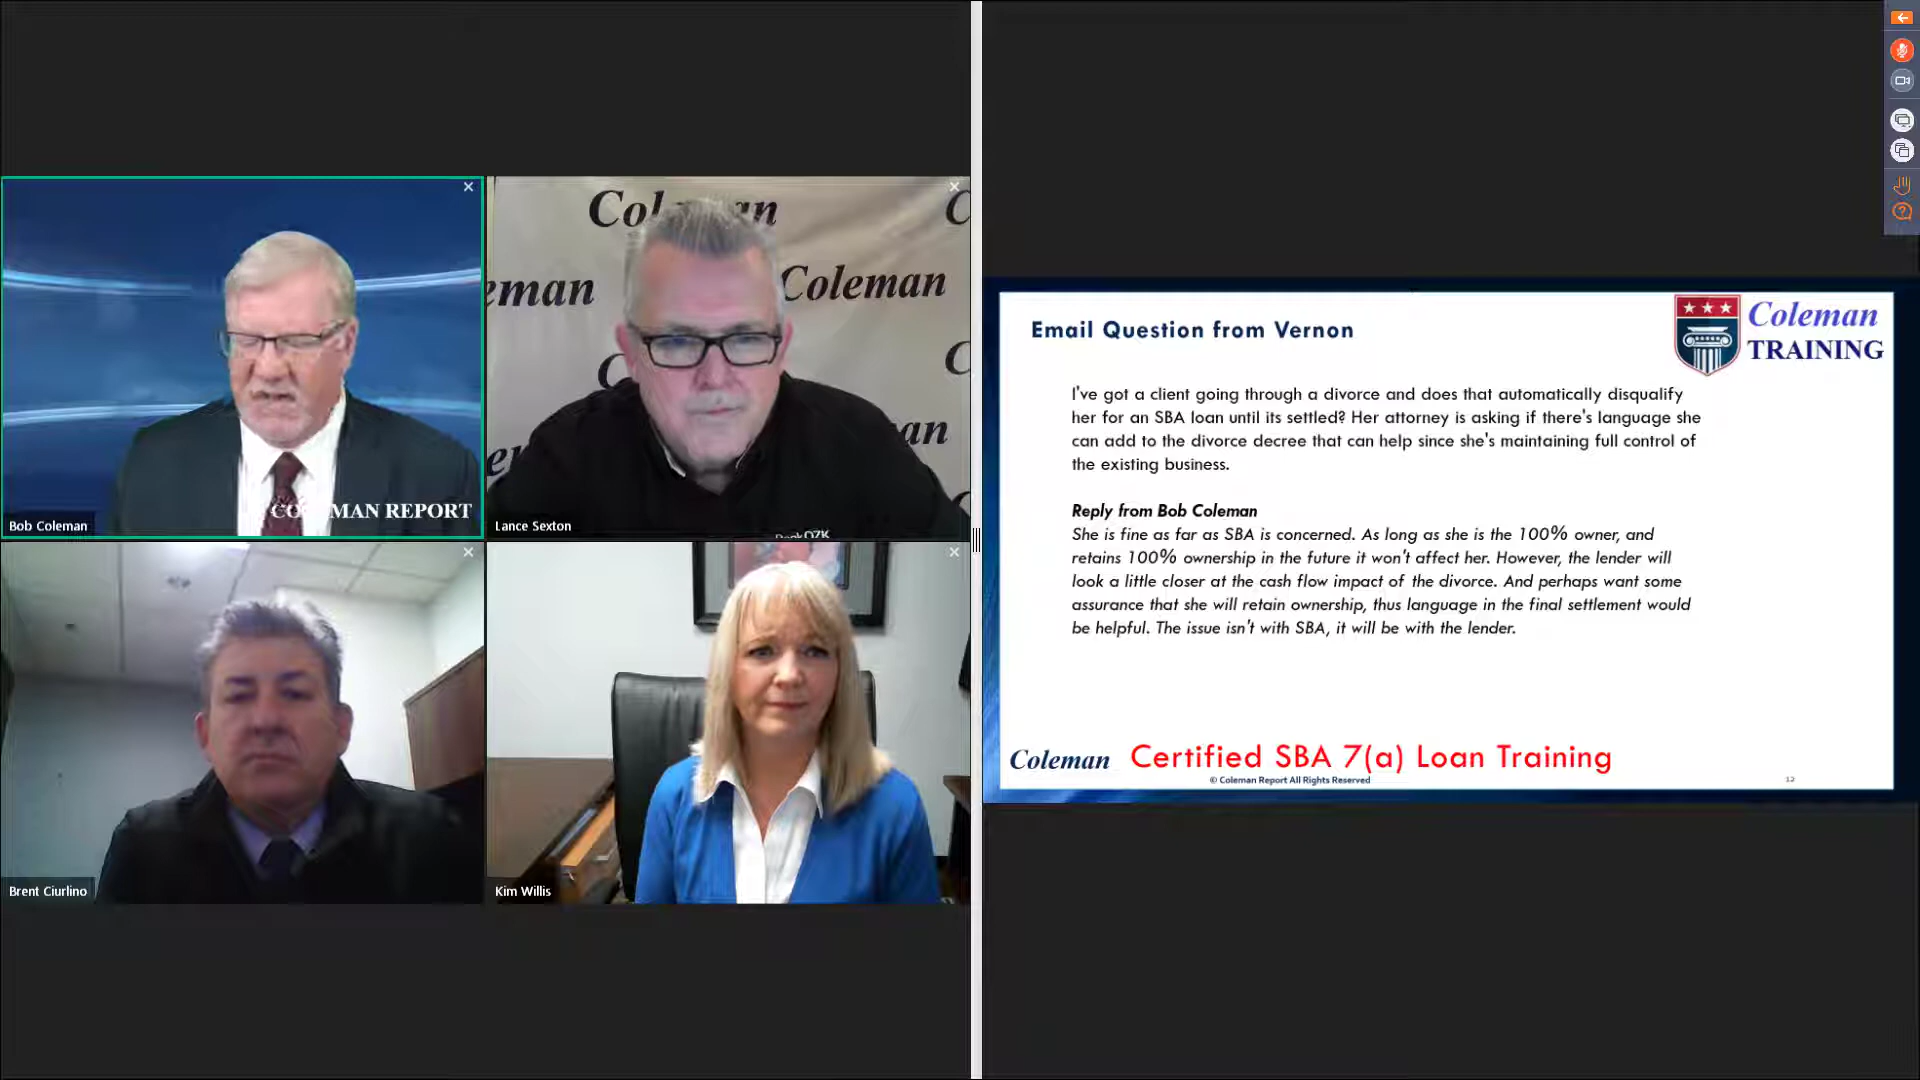 Col an
C
eman
Coleman
C
C
an
en
COLEMAN REPORT
Bob Coleman
Lance Sexton
OZK
Brent Ciurlino
Kim Willis
Email Question from Vernon
Coleman
TRAINING
I've got a client going through a divorce and does that automatically disqualify
her for an SBA loan until its settled? Her attorney is asking if there's language she
can add to the divorce decree that can help since she's maintaining full control of
the existing business.
Reply from Bob Coleman
She is fine as far as SBA is concerned. As long as she is the 100% owner, and
retains 100% ownership in the future it won't affect her. However, the lender will
look a little closer at the cash flow impact of the divorce. And perhaps want some
assurance that she will retain ownership, thus language in the final settlement would
be helpful. The issue isn't with SBA, it will be with the lender.
Coleman Certified SBA 7(a) Loan Training
© Coleman Report All Rights Reserved